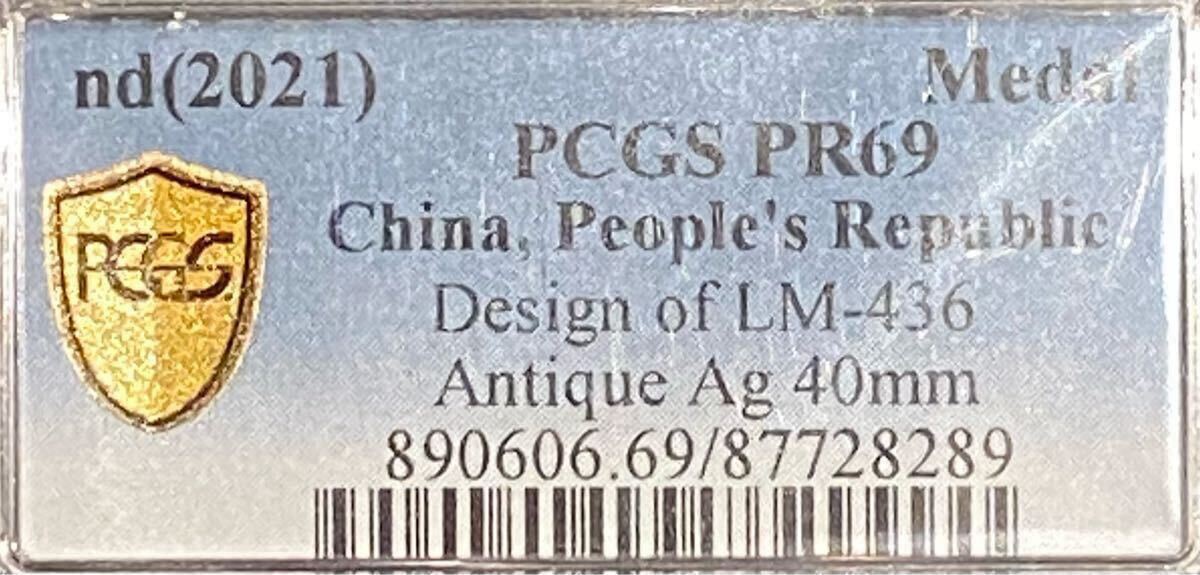 nd(2021) Medal
PCGS PR69
China, People's Republic
PCGS
Design of LM-436
Antique Ag 40mm
890606.69/87728289